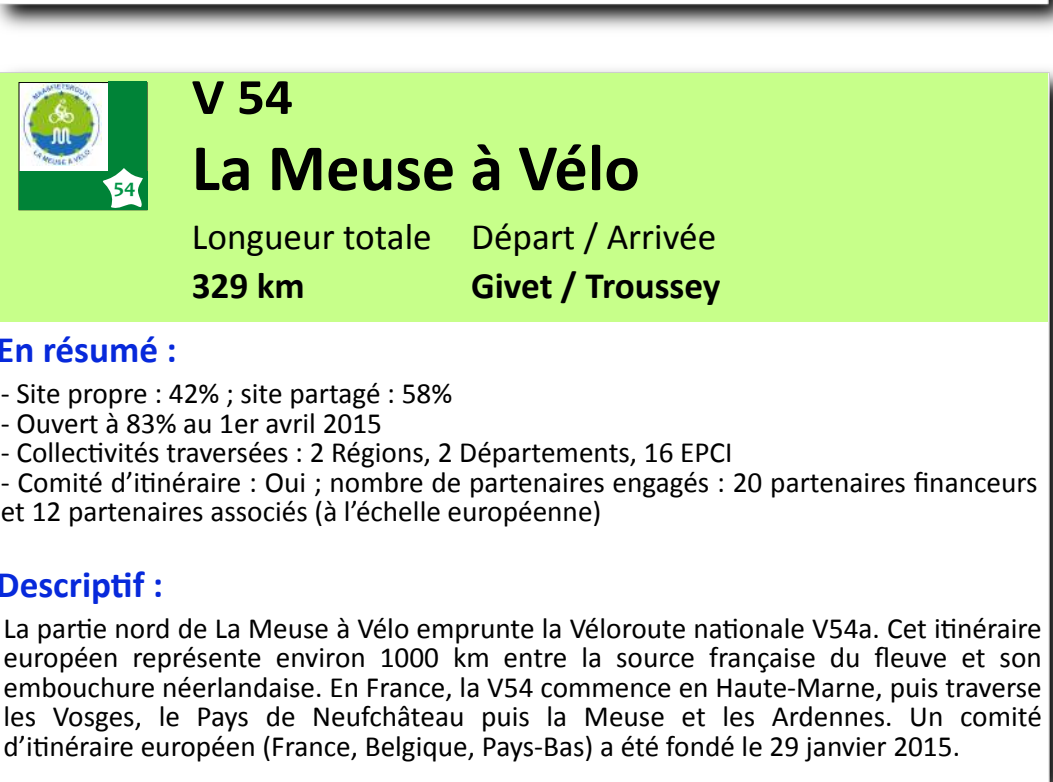 MAASFIETSROUTE
LA MEUSE A VELO
54
V 54
La Meuse à Vélo
Longueur totale Départ / Arrivée
329 km Givet / Troussey
En résumé :
- Site propre : 42% ; site partagé : 58%
- Ouvert à 83% au 1er avril 2015
- Collectivités traversées : 2 Régions, 2 Départements, 16 EPCI
- Comité d’itinéraire : Oui ; nombre de partenaires engagés : 20 partenaires financeurs
et 12 partenaires associés (à l’échelle européenne)
Descriptif :
La partie nord de La Meuse à Vélo emprunte la Véloroute nationale V54a. Cet itinéraire
européen représente environ 1000 km entre la source française du fleuve et son
embouchure néerlandaise. En France, la V54 commence en Haute-Marne, puis traverse
les Vosges, le Pays de Neufchâteau puis la Meuse et les Ardennes. Un comité
d’itinéraire européen (France, Belgique, Pays-Bas) a été fondé le 29 janvier 2015.